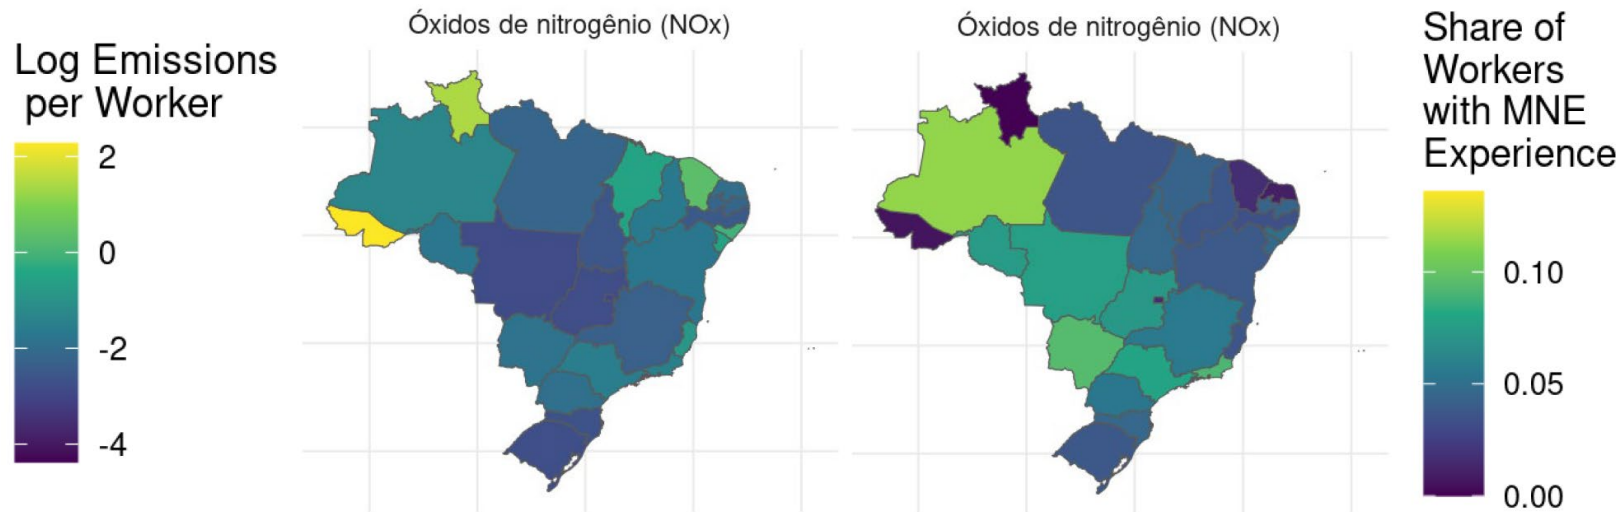 Log Emissions
per Worker
2
0
-2
-4
Óxidos de nitrogênio (NOx)
Óxidos de nitrogênio (NOx)
Share of
Workers
with MNE
Experience
0.10
0.05
0.00